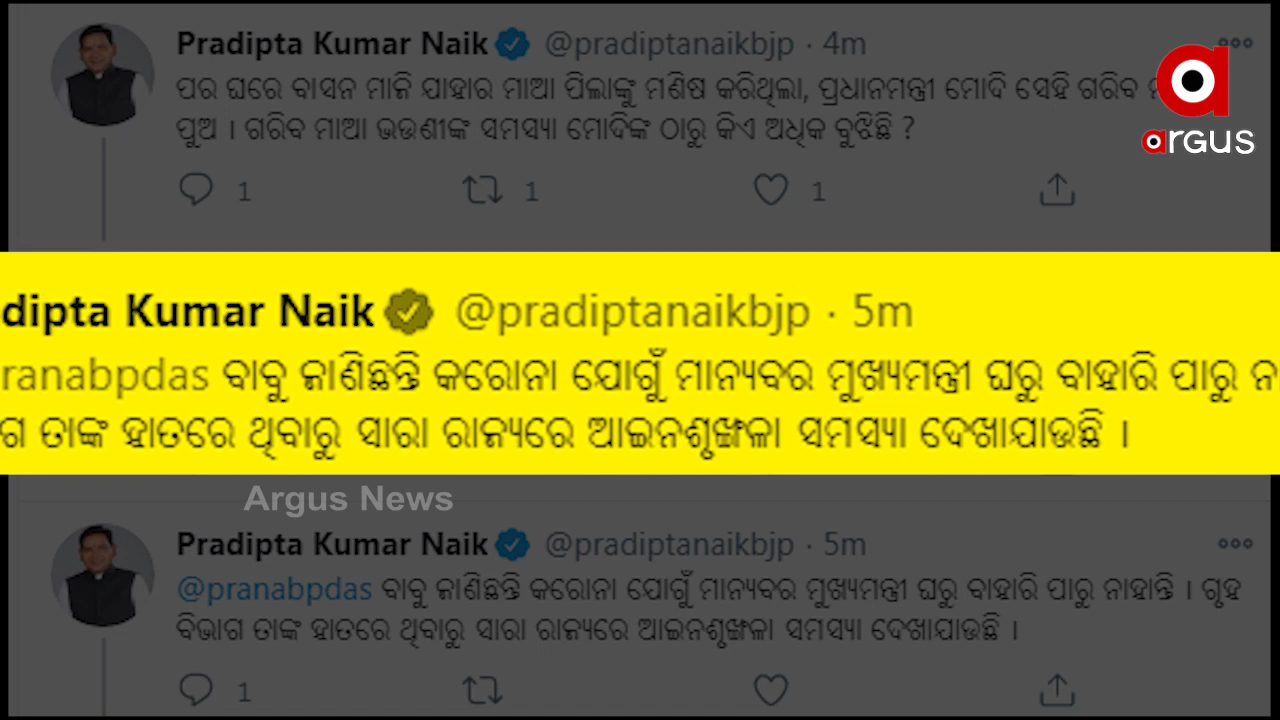 Pradipta Kumar Naik @pradiptanaikbjp · 4m
ପର ଘରେ ବାସନ ମାଜି ଯାହାର ମାଆ ପିଲାଙ୍କୁ ମଣିଷ କରିଥିଲା, ପ୍ରଧାନମନ୍ତ୍ରୀ ମୋଦି ସେହି ଗରିବ
ପୁଅ । ଗରିବ ମାଆ ଭଉଣୀଙ୍କ ସମସ୍ୟା ମୋଦିଙ୍କ ଠାରୁ କିଏ ଅଧିକ ବୁଝିଛି ?
1 1 1
argus
dipta Kumar Naik @pradiptanaikbjp · 5m
ranabpdas ବାବୁ ଜାଣିଛନ୍ତି କରୋନା ଯୋଗୁଁ ମାନ୍ୟବର ମୁଖ୍ୟମନ୍ତ୍ରୀ ଘରୁ ବାହାରି ପାରୁ ନ
ଗ ତାଙ୍କ ହାତରେ ଥିବାରୁ ସାରା ରାଜ୍ୟରେ ଆଇନଶୃଙ୍ଖଳା ସମସ୍ୟା ଦେଖାଯାଉଛି ।
Argus News
Pradipta Kumar Naik @pradiptanaikbjp · 5m
@pranabpdas ବାବୁ ଜାଣିଛନ୍ତି କରୋନା ଯୋଗୁଁ ମାନ୍ୟବର ମୁଖ୍ୟମନ୍ତ୍ରୀ ଘରୁ ବାହାରି ପାରୁ ନାହାନ୍ତି । ଗୃହ
ବିଭାଗ ତାଙ୍କ ହାତରେ ଥିବାରୁ ସାରା ରାଜ୍ୟରେ ଆଇନଶୃଙ୍ଖଳା ସମସ୍ୟା ଦେଖାଯାଉଛି ।
1